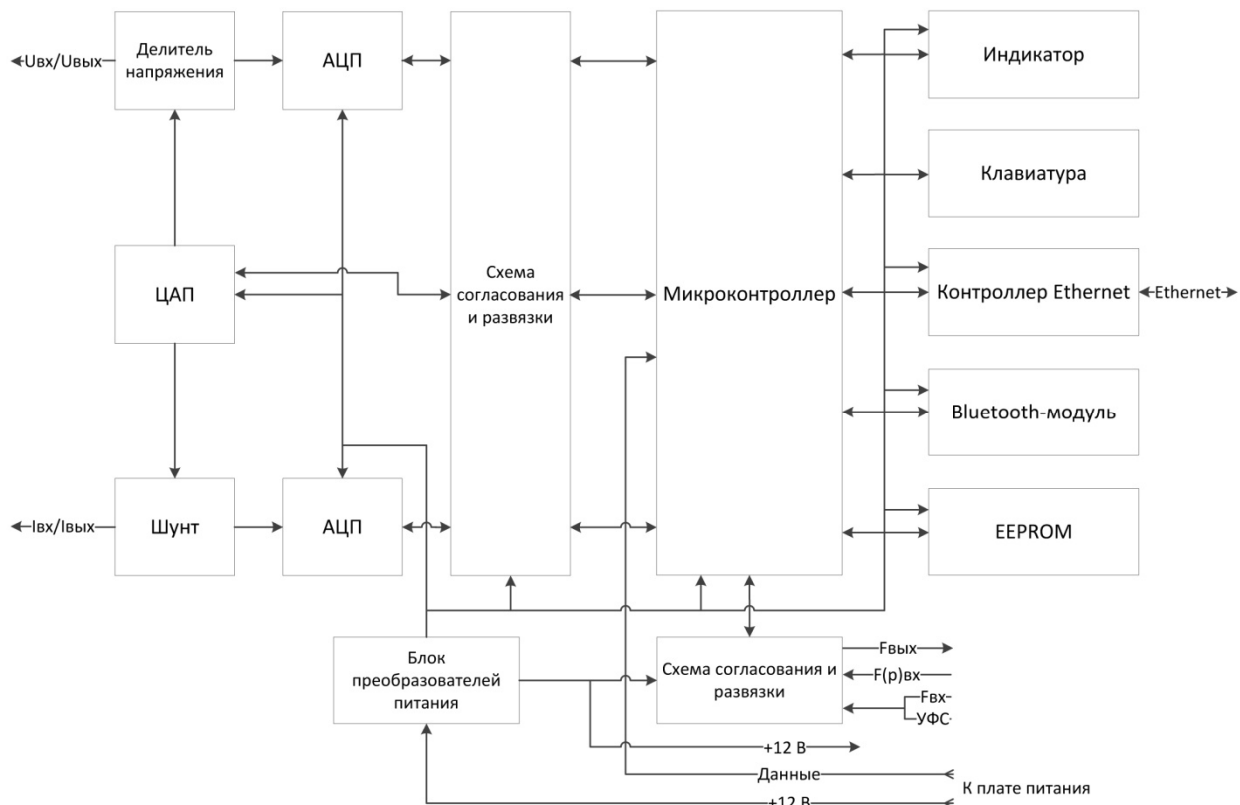 Uвх/Uвых
Делитель
напряжения
АЦП
Индикатор
Клавиатура
ЦАП
Схема
согласования
и развязки
Микроконтроллер
Контроллер Ethernet
Ethernet
Bluetooth-модуль
Iвх/Iвых
Шунт
АЦП
EEPROM
Блок
преобразователей
питания
Схема согласования и
развязки
Fвых
F(р)вх
Fвх
УФС
+12 В
Данные
К плате питания
+12 В